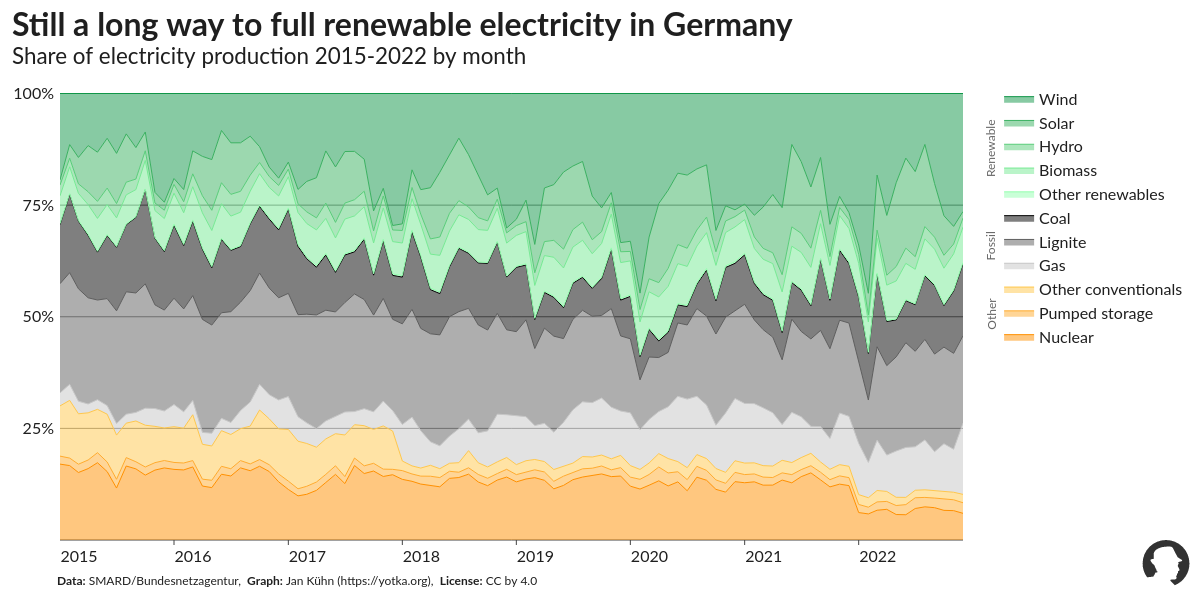 Still a long way to full renewable electricity in Germany
Share of electricity production 2015-2022 by month
100%
75%
50%
25%
2015 2016 2017 2018 2019 2020 2021 2022
Renewable
Wind
Solar
Hydro
Biomass
Other renewables
Fossil
Coal
Lignite
Gas
Other
Other conventionals
Pumped storage
Nuclear
Data: SMARD/Bundesnetzagentur, Graph: Jan Kühn (https://yotka.org), License: CC by 4.0